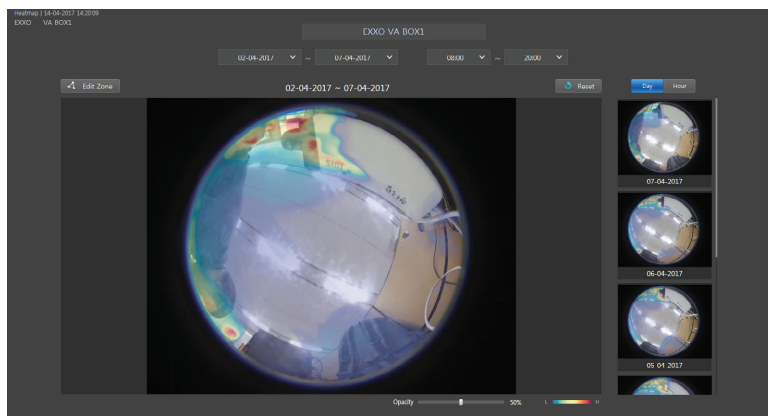 Heatmap | 14-04-2017 14:20:09
EXXO VA BOX1
EXXO VA BOX1
02-04-2017 ~ 07-04-2017 08:00 ~ 20:00
Edit Zone
02-04-2017 ~ 07-04-2017
Reset
Day Hour
07-04-2017
06-04-2017
05-04-2017
Opacity 50% L H